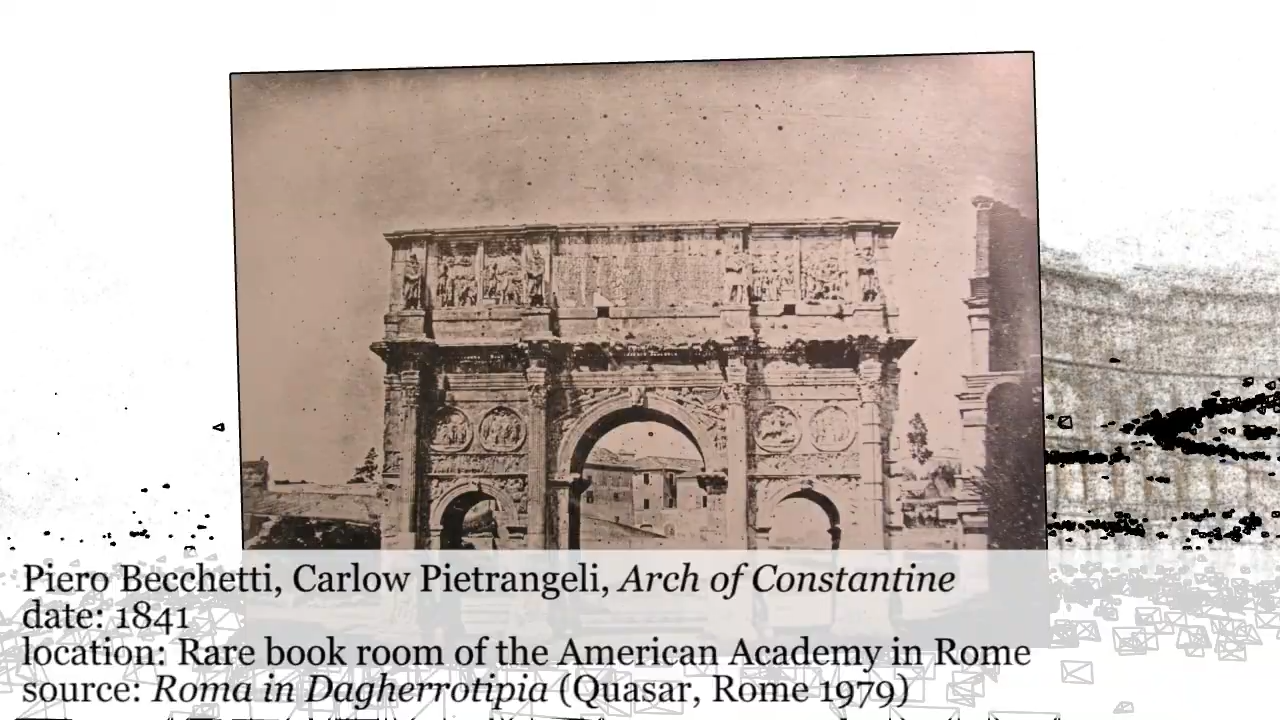 Piero Becchetti, Carlow Pietrangeli, Arch of Constantine
date: 1841
location: Rare book room of the American Academy in Rome
source: Roma in Dagherrotipia (Quasar, Rome 1979)